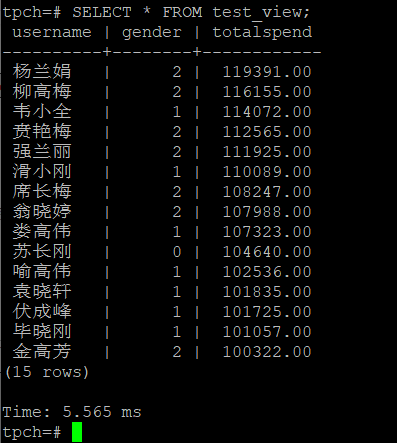 tpch=# SELECT * FROM test_view;
 username | gender | totalspend
----------+--------+------------
 杨兰娟   |      2 |  119391.00
 柳高梅   |      2 |  116155.00
 韦小全   |      1 |  114072.00
 贲艳梅   |      2 |  112565.00
 强兰丽   |      2 |  111925.00
 滑小刚   |      1 |  110089.00
 席长梅   |      2 |  108247.00
 翁晓婷   |      2 |  107988.00
 娄高伟   |      1 |  107323.00
 苏长刚   |      0 |  104640.00
 喻高伟   |      1 |  102536.00
 袁晓轩   |      1 |  101835.00
 伏成峰   |      1 |  101725.00
 毕晓刚   |      1 |  101057.00
 金高芳   |      2 |  100322.00
(15 rows)

Time: 5.565 ms
tpch=#